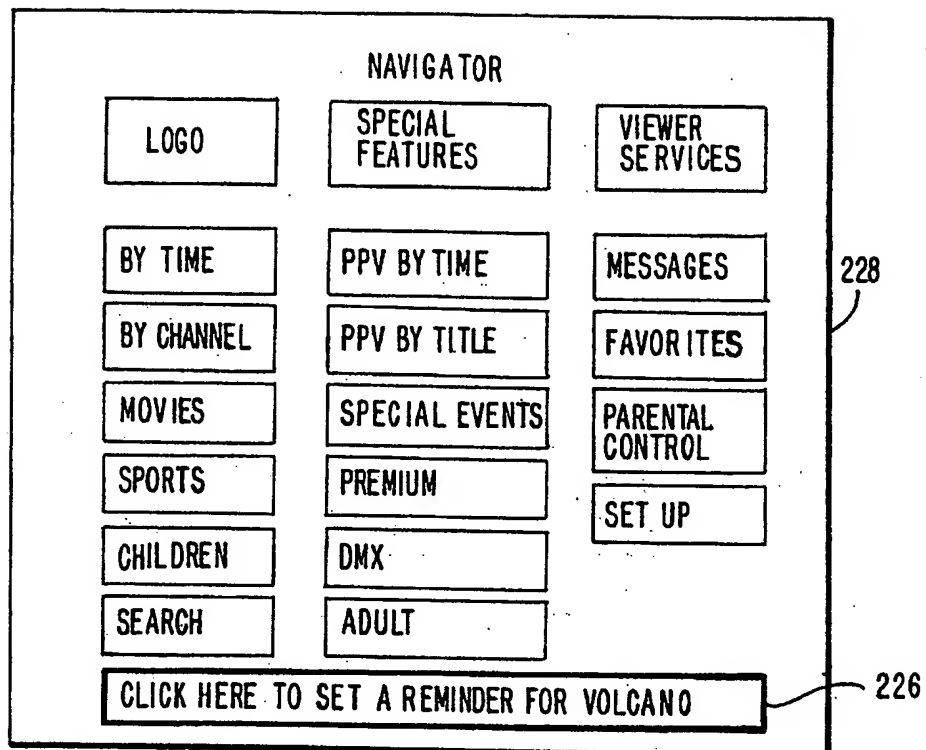 NAVIGATOR
LOGO
SPECIAL
FEATURES
VIEWER
SERVICES
BY TIME
PPV BY TIME
MESSAGES
228
BY CHANNEL
PPV BY TITLE
FAVORITES
MOVIES
SPECIAL EVENTS
PARENTAL
CONTROL
SPORTS
PREMIUM
SET UP
CHILDREN
DMX
SEARCH
ADULT
CLICK HERE TO SET A REMINDER FOR VOLCANO
226